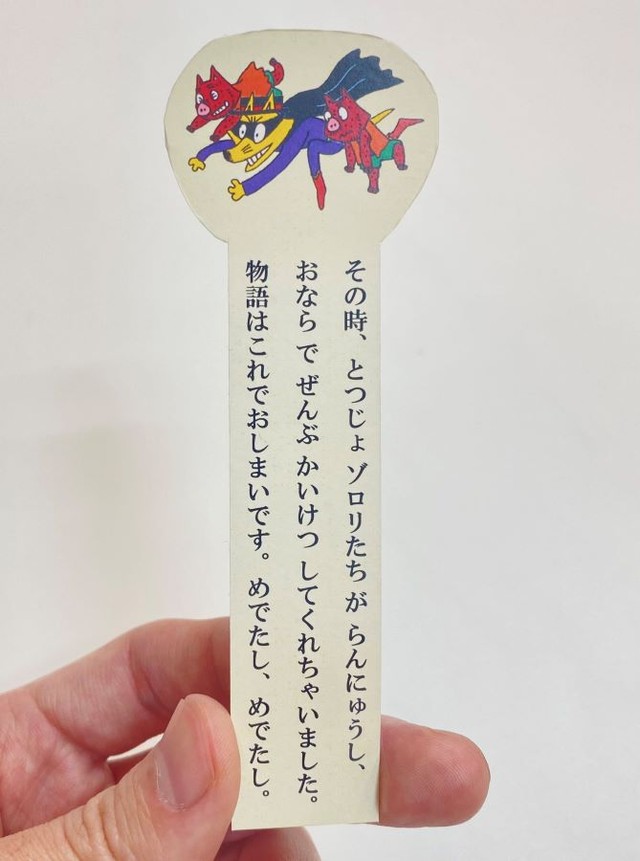 その時、とつじょ ゾロリたち が らんにゅうし、
おなら で ぜんぶ かいけつ してくれちゃいました。
物語はこれでおしまいです。めでたし、めでたし。